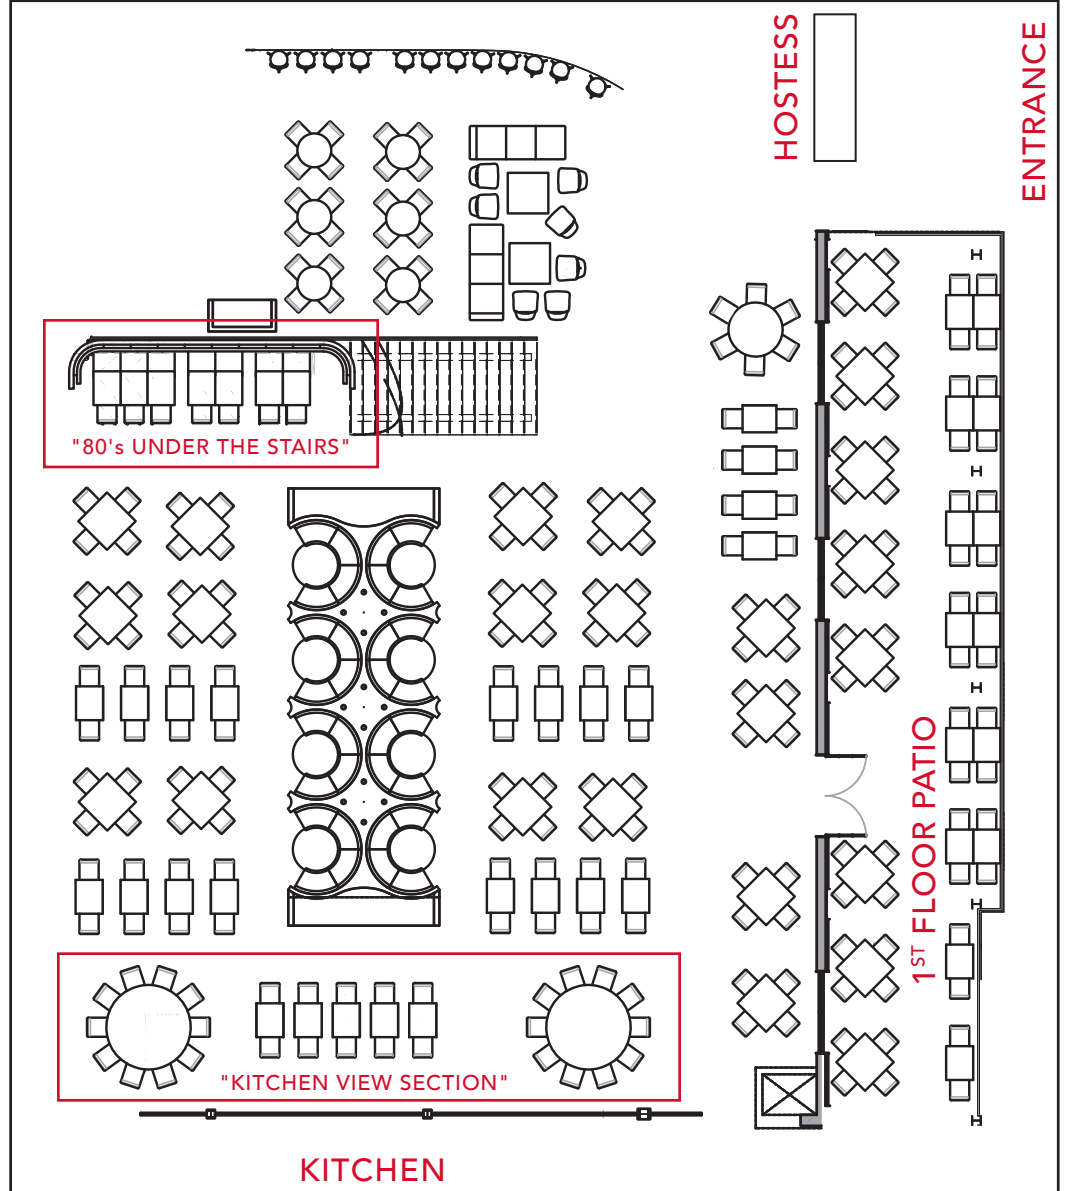 HOSTESS
ENTRANCE
"80's UNDER THE STAIRS"
1ST FLOOR PATIO
"KITCHEN VIEW SECTION"
KITCHEN